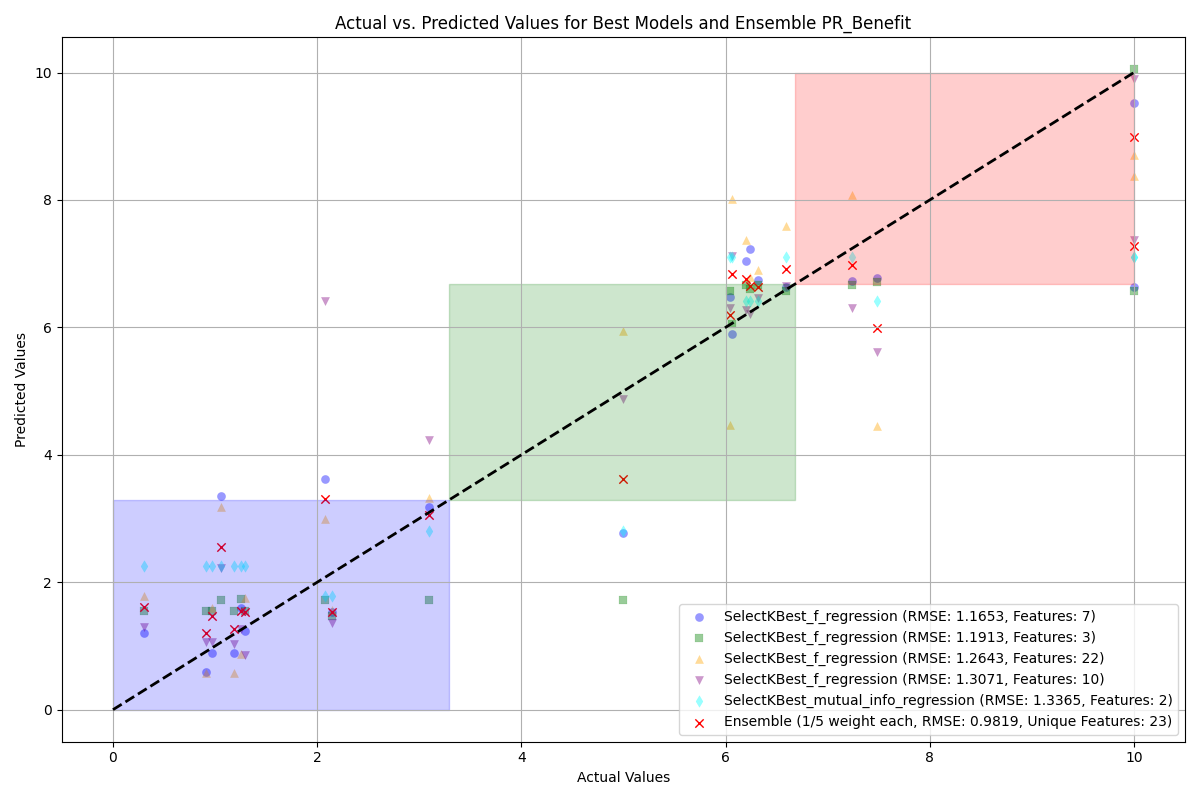 Actual vs. Predicted Values for Best Models and Ensemble PR_Benefit
Predicted Values
10
8
6
4
2
0
0 2 4 6 8 10
Actual Values
SelectKBest_f_regression (RMSE: 1.1653, Features: 7)
SelectKBest_f_regression (RMSE: 1.1913, Features: 3)
SelectKBest_f_regression (RMSE: 1.2643, Features: 22)
SelectKBest_f_regression (RMSE: 1.3071, Features: 10)
SelectKBest_mutual_info_regression (RMSE: 1.3365, Features: 2)
Ensemble (1/5 weight each, RMSE: 0.9819, Unique Features: 23)